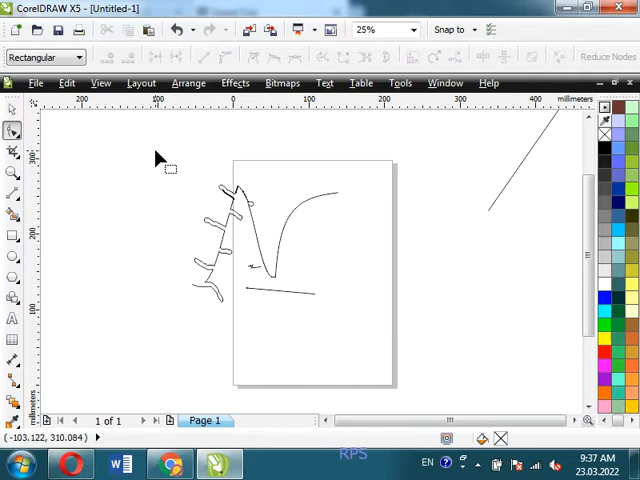 CorelDRAW X5 - [Untitled-1]
25% Snap to
Rectangular Reduce Nodes
File Edit View Layout Arrange Effects Bitmaps Text Table Tools Window Help
200 100 0 100 200 300 400 millimeters
300
200
100
millimeters
1 of 1 Page 1
(-103.122, 310.084)
RPS
EN 9:37 AM
23.03.2022